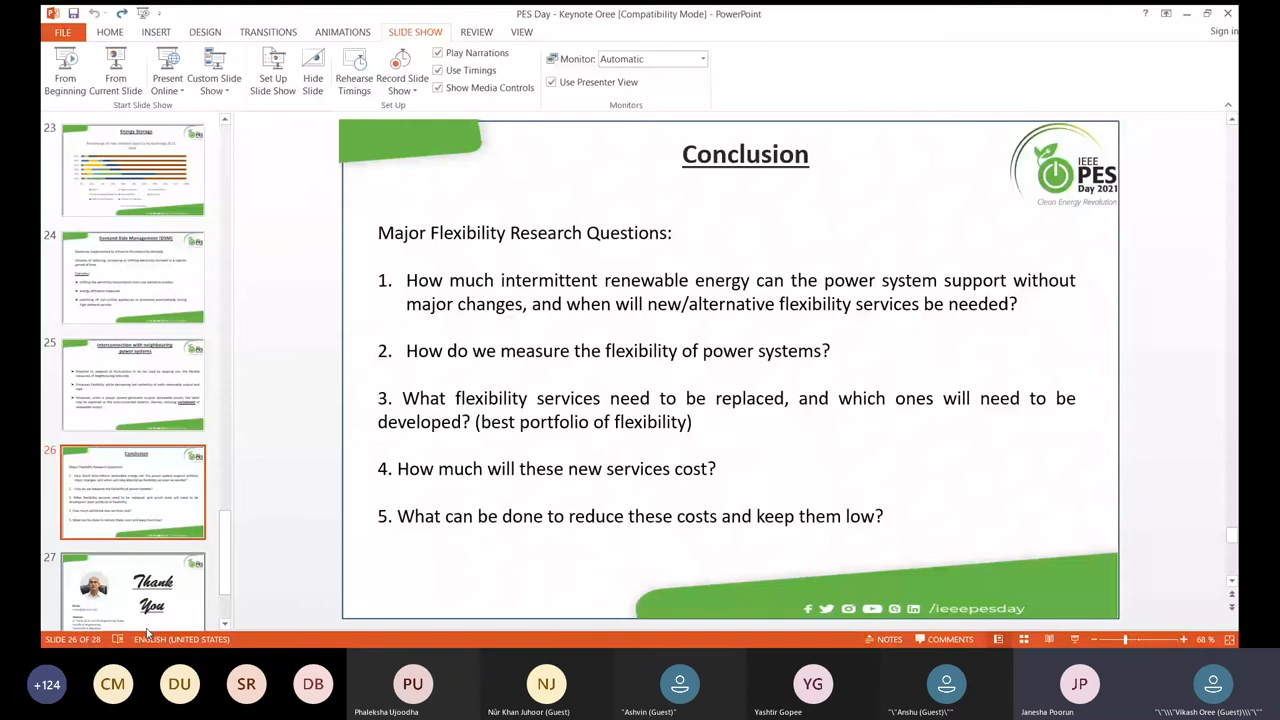 PES Day - Keynote Oree [Compatibility Mode] - PowerPoint
?
FILE HOME INSERT DESIGN TRANSITIONS ANIMATIONS SLIDE SHOW REVIEW VIEW
Sign in
From Beginning
From Current Slide
Present Online
Custom Slide Show
Set Up Slide Show
Hide Slide
Rehearse Timings
Record Slide Show
Play Narrations
Use Timings
Show Media Controls
Monitor: Automatic
Use Presenter View
Start Slide Show
Set Up
Monitors
23
Energy Storage
24
Demand Side Management (DSM)
25
Interconnection with neighbouring
power systems
26
Conclusion
27
Thank
You
Conclusion
IEEE
PES
Day 2021
Clean Energy Revolution
Major Flexibility Research Questions:
1. How much intermittent renewable energy can the power system support without
major changes, and when will new/alternative flexibility services be needed?
2. How do we measure the flexibility of power systems?
3. What flexibility services need to be replaced, and which ones will need to be
developed? (best portfolio of flexibility)
4. How much will these new services cost?
5. What can be done to reduce these costs and keep them low?
/ieeepesday
SLIDE 26 OF 28 ENGLISH (UNITED STATES) NOTES COMMENTS 68 %
+124 CM DU SR DB PU NJ YG JP
Phaleksha Ujoodha
Nûr Khan Juhoor (Guest)
"Ashvin (Guest)"
Yashtir Gopee
"\"Anshu (Guest)\""
Janesha Poorun
"\"\\\"Vikash Oree (Guest)\\\"\""